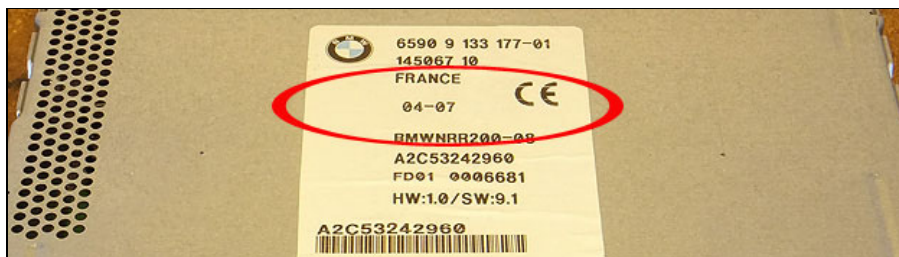 BMW
6590 9 133 177-01
145067 10
FRANCE
CE
04-07
BMWNRR200-08
A2C53242960
FD01 0006681
HW:1.0/SW:9.1
A2C53242960